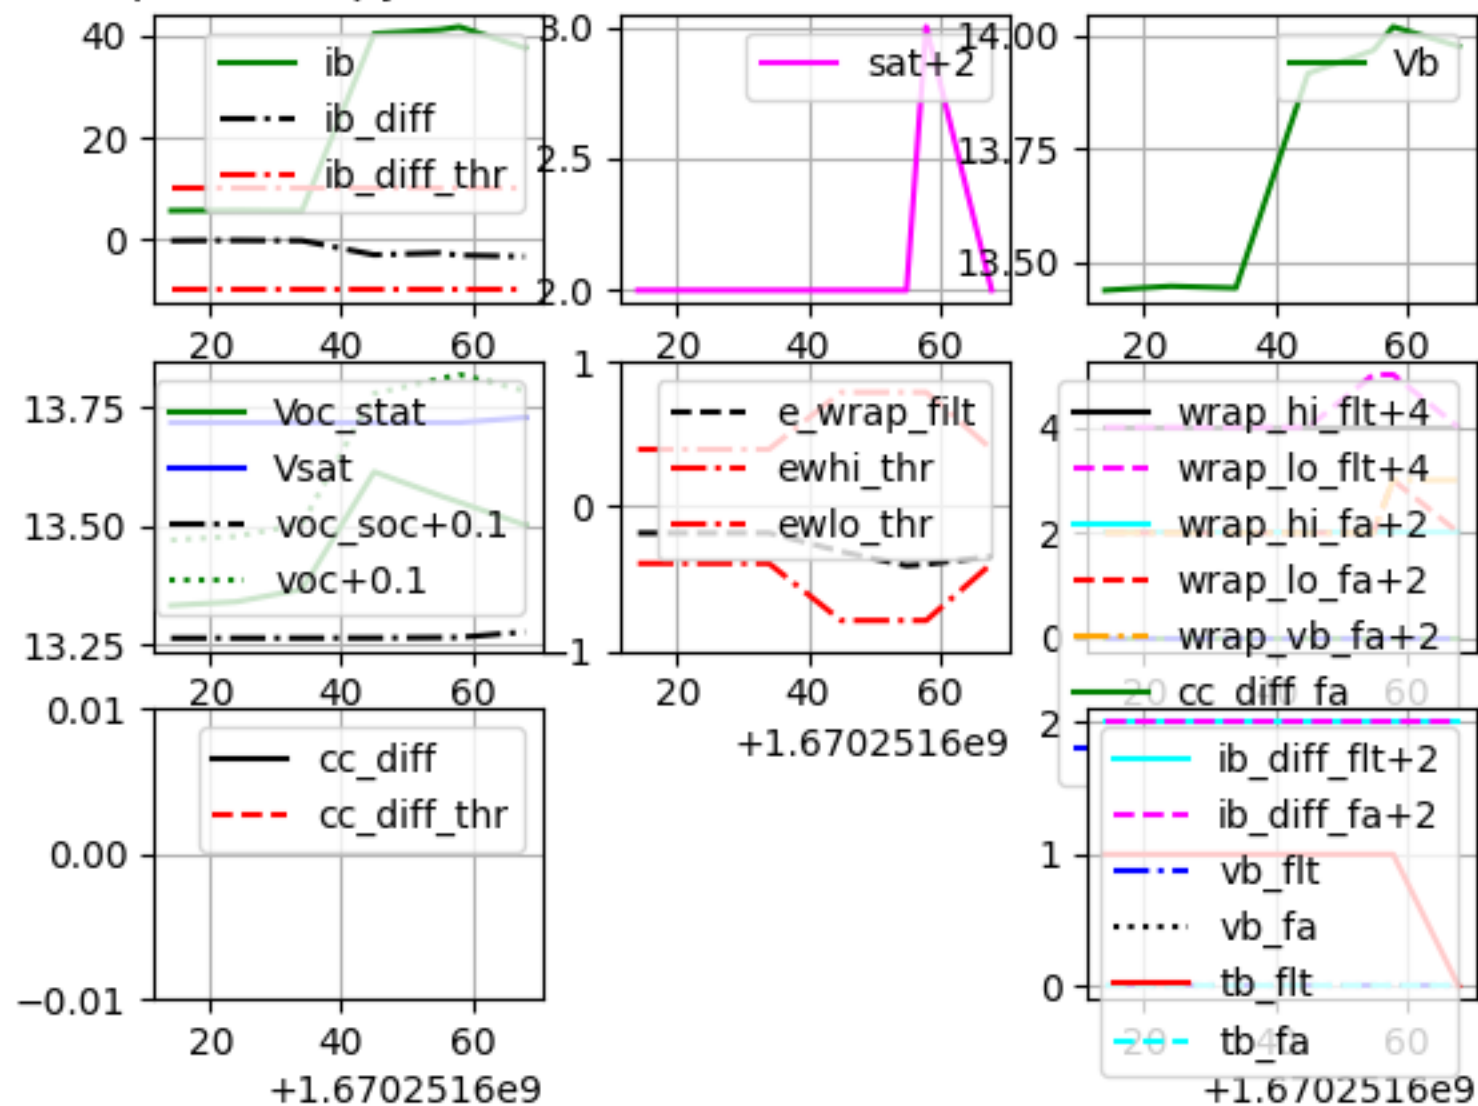 40
20
0
ib
ib_diff
ib_diff_thr
20 40 60
3.0
2.5
2.0
sat+2
20 40 60
14.00
13.75
13.50
Vb
20 40 60
13.75
13.50
13.25
Voc_stat
Vsat
voc_soc+0.1
voc+0.1
20 40 60
1
0
−1
e_wrap_filt
ewhi_thr
ewlo_thr
20 40 60
+1.6702516e9
4
2
0
wrap_hi_flt+4
wrap_lo_flt+4
wrap_hi_fa+2
wrap_lo_fa+2
wrap_vb_fa+2
cc_diff_fa
20 40 60
0.01
0.00
−0.01
cc_diff
cc_diff_thr
20 40 60
+1.6702516e9
2
1
0
ib_diff_flt+2
ib_diff_fa+2
vb_flt
vb_fa
tb_flt
tb_fa
20 40 60
+1.6702516e9